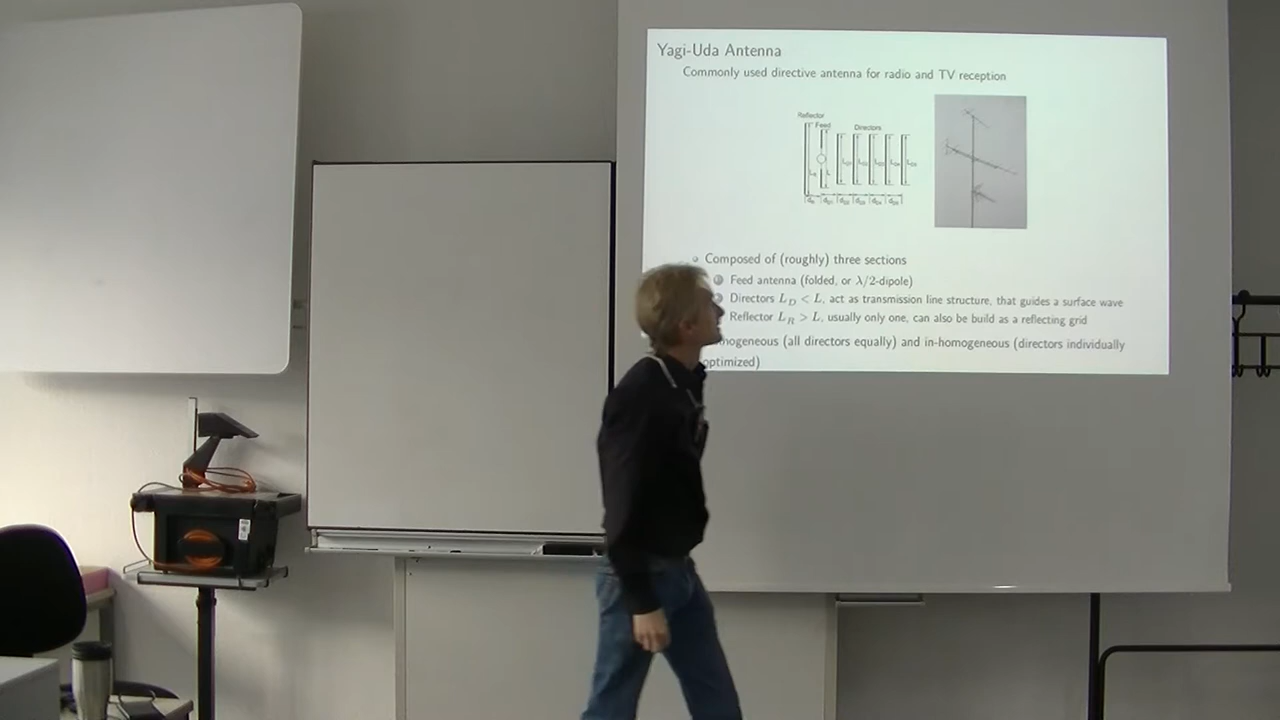 Yagi-Uda Antenna
Commonly used directive antenna for radio and TV reception
Reflector
Feed
Directors
Composed of (roughly) three sections
Feed antenna (folded, or λ/2-dipole)
Directors L_D < L, act as transmission line structure, that guides a surface wave
Reflector L_R > L, usually only one, can also be build as a reflecting grid
(all directors equally) and in-homogeneous (directors individually
optimized)